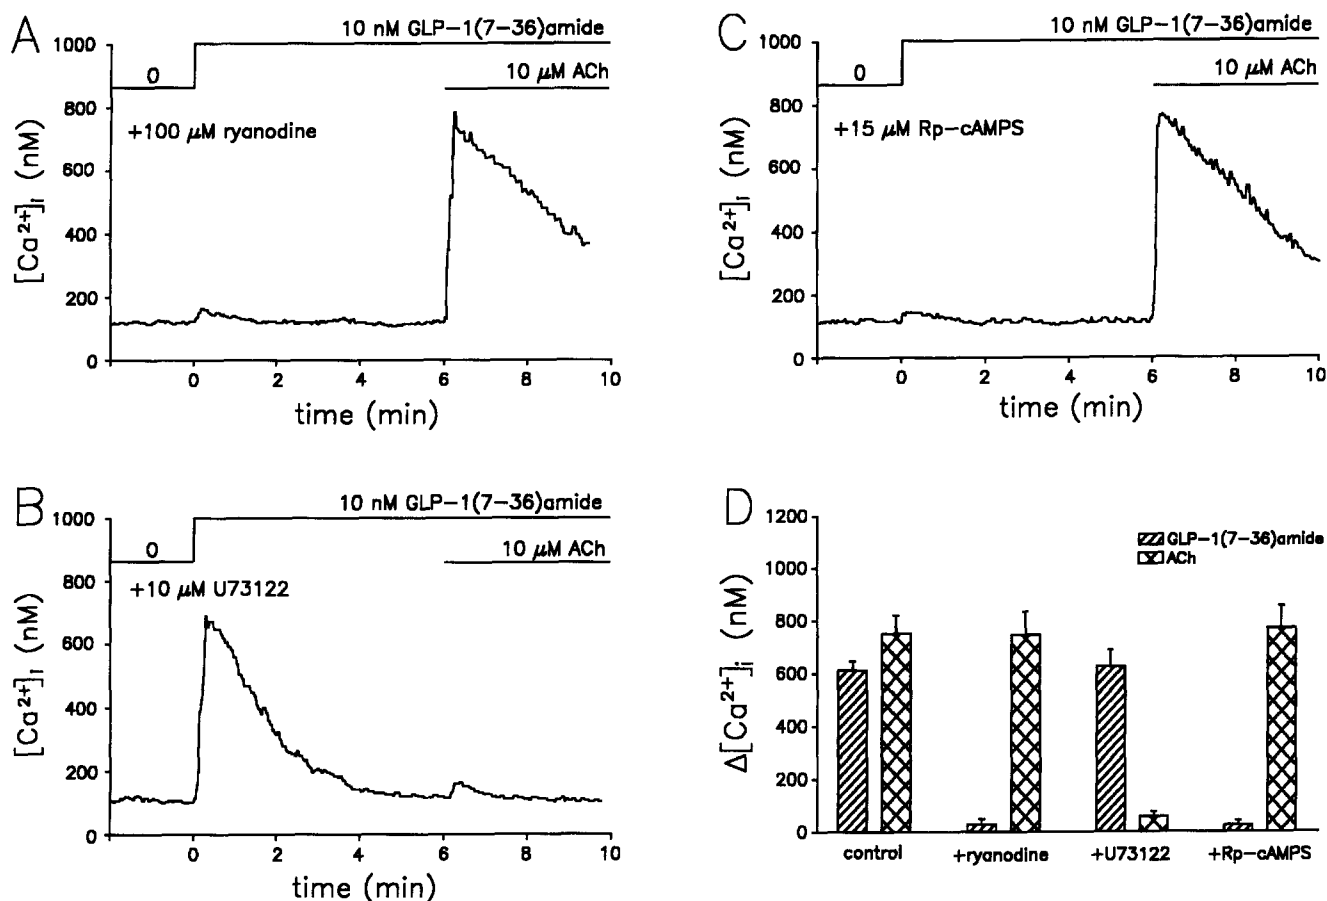 A
10 nM GLP-1(7-36)amide
1000
0
10 μM ACh
800
+100 μM ryanodine
600
400
200
0
[Ca²⁺]i (nM)
0 2 4 6 8 10
time (min)
B
10 nM GLP-1(7-36)amide
1000
0
10 μM ACh
800
+10 μM U73122
600
400
200
0
[Ca²⁺]i (nM)
0 2 4 6 8 10
time (min)
C
10 nM GLP-1(7-36)amide
1000
0
10 μM ACh
800
+15 μM Rp-cAMPS
600
400
200
0
[Ca²⁺]i (nM)
0 2 4 6 8 10
time (min)
D
1200
GLP-1(7-36)amide
ACh
1000
800
600
400
200
0
Δ[Ca²⁺]i (nM)
control +ryanodine +U73122 +Rp-cAMPS